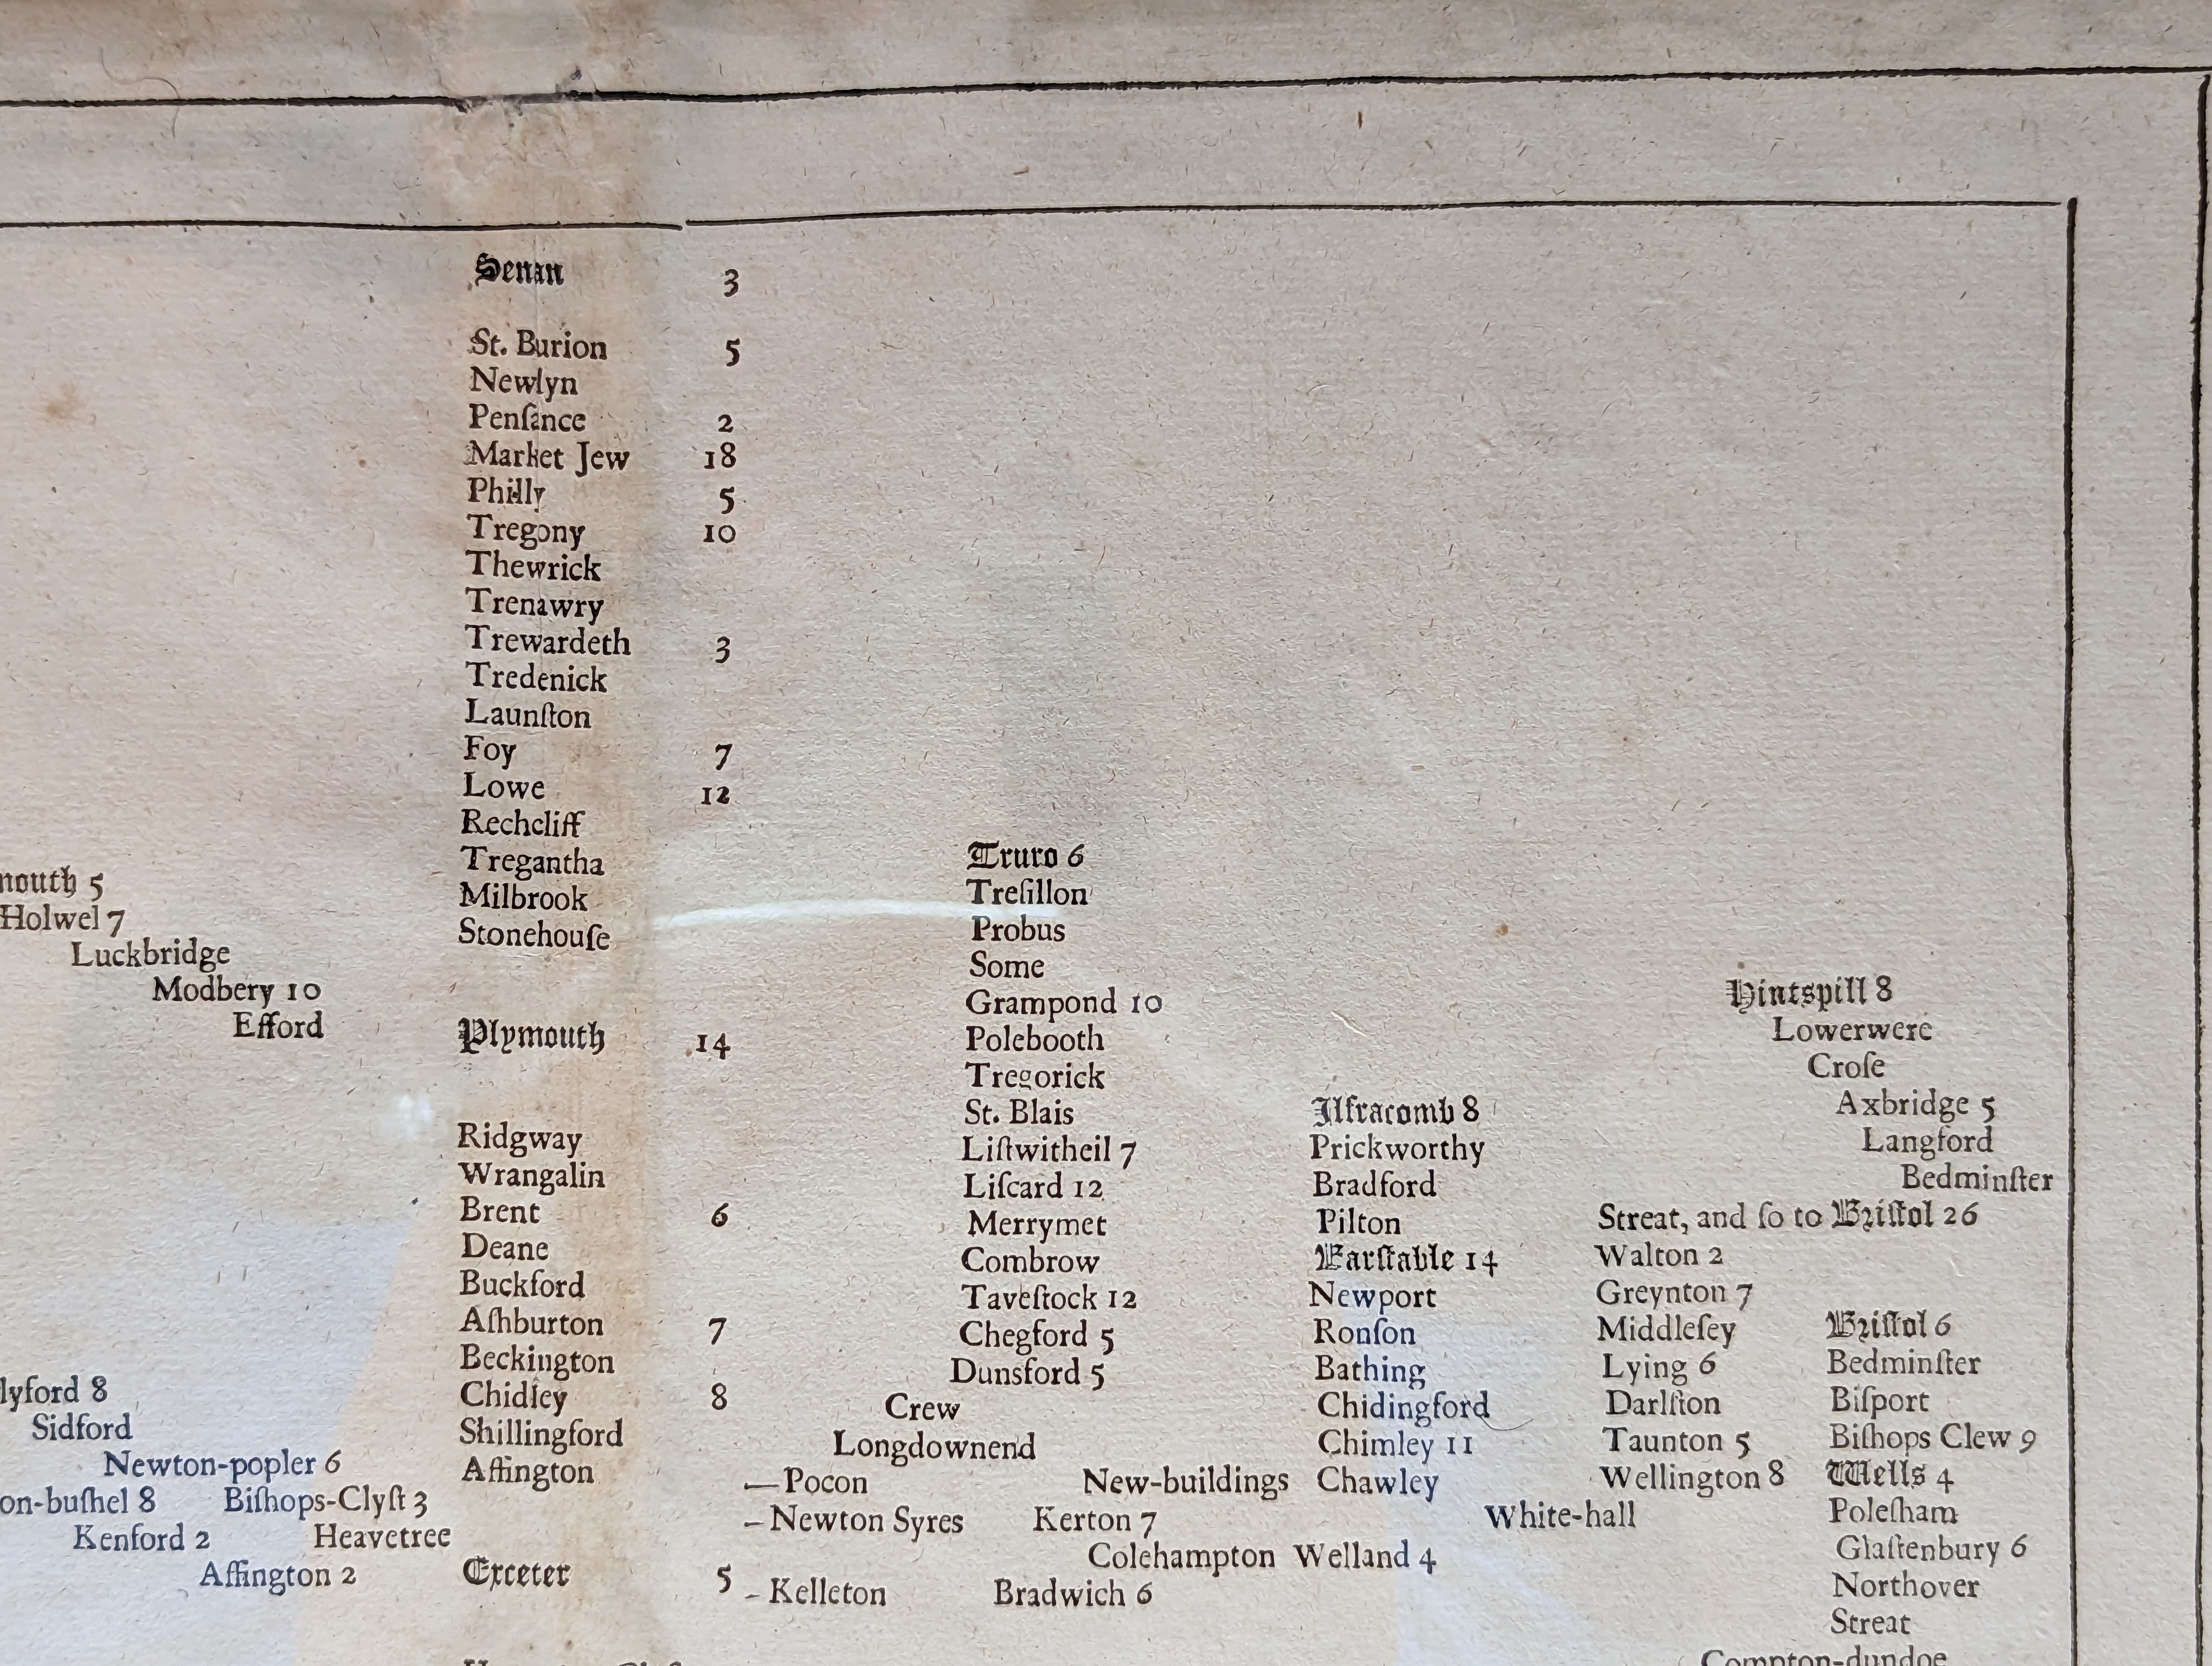 Senan 3
St. Burion 5
Newlyn
Penſance 2
Market Jew 18
Philly 5
Tregony 10
Thewrick
Trenawry
Trewardeth 3
Tredenick
Launſton
Foy 7
Lowe 12
Rechcliff
Tregantha
Milbrook
Stonehouſe
Plymouth 14
Ridgway
Wrangalin
Brent 6
Deane
Buckford
Aſhburton 7
Beckington
Chidley 8
Shillingford
Aſſington
Exceter 5
mouth 5
Holwel 7
Luckbridge
Modbery 10
Efford
lyford 8
Sidford
Newton-popler 6
on-buſhel 8 Biſhops-Clyſt 3
Kenford 2 Heavetree
Aſſington 2
Truro 6
Treſillon
Probus
Some
Grampond 10
Polebooth
Tregorick
St. Blais
Liſtwitheil 7
Liſcard 12
Merrymet
Combrow
Taveſtock 12
Chegford 5
Dunsford 5
Crew
Longdownend
—Pocon
–Newton Syres
- Kelleton
Ilfracomb 8
Prickworthy
Bradford
Pilton
Barſtable 14
Newport
Ronſon
Bathing
Chidingford
Chimley 11
New-buildings Chawley
Kerton 7
Colehampton Welland 4
Bradwich 6
White-hall
Hintspill 8
Lowerwere
Croſe
Axbridge 5
Langford
Bedminſter
Streat, and ſo to Briſtol 26
Walton 2
Greynton 7
Middleſey
Lying 6
Darlſton
Taunton 5
Wellington 8
Briſtol 6
Bedminſter
Biſport
Biſhops Clew 9
Wells 4
Poleſham
Glaſtenbury 6
Northover
Streat
Compton-dundoe